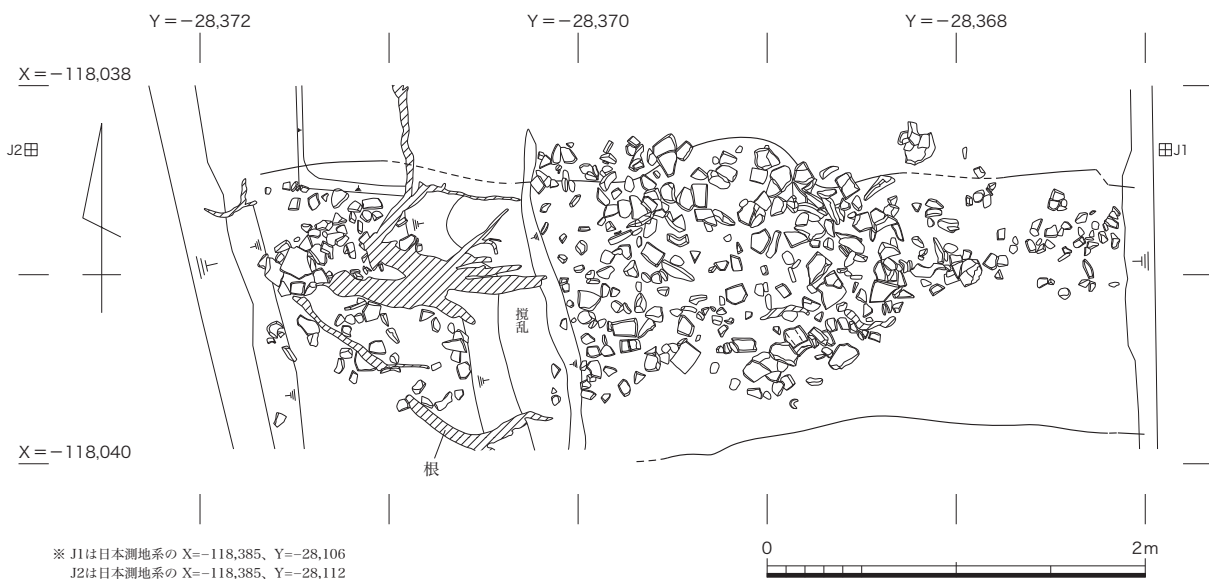 Y＝−28,372
Y＝−28,370
Y＝−28,368
X＝−118,038
J2田
田J1
撹乱
X＝−118,040
根
0
2m
※ J1は日本測地系の X=−118,385、Y=−28,106
J2は日本測地系の X=−118,385、Y=−28,112